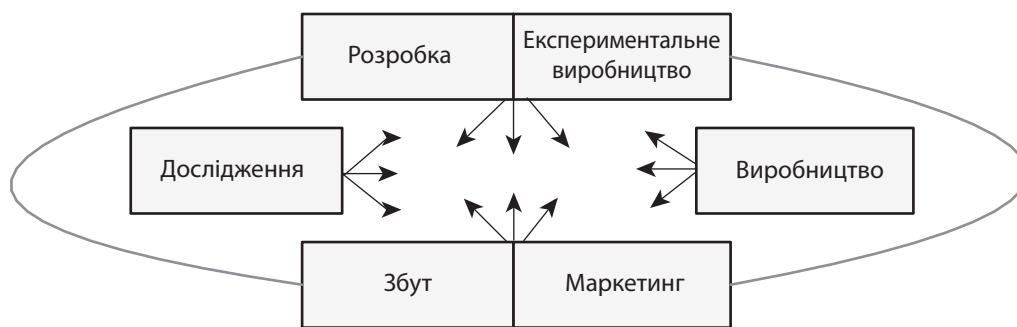 Розробка
Експериментальне
виробництво
Дослідження
Виробництво
Збут
Маркетинг